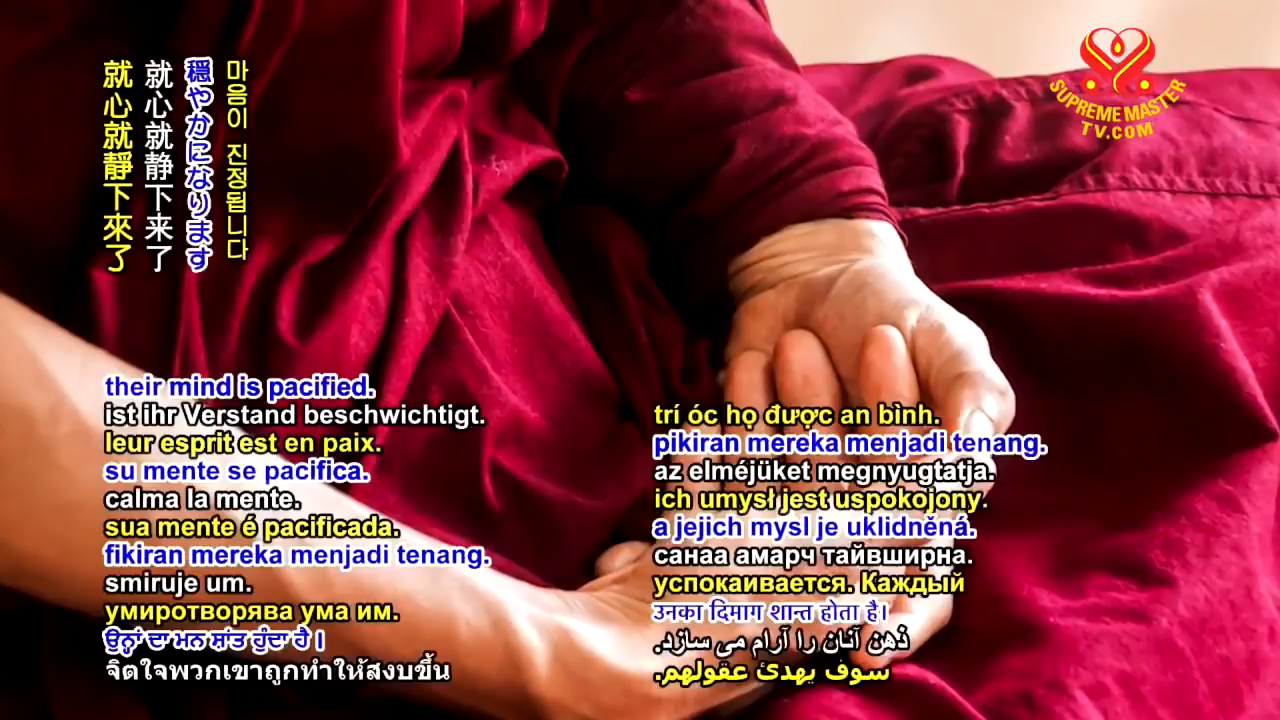 就心就靜下來了
就心就静下来了
穏やかになります
마음이 진정됩니다
SUPREME MASTER
TV.COM
their mind is pacified.
ist ihr Verstand beschwichtigt.
leur esprit est en paix.
su mente se pacifica.
calma la mente.
sua mente é pacificada.
fikiran mereka menjadi tenang.
smiruje um.
умиротворява ума им.
ਉਨ੍ਹਾਂ ਦਾ ਮਨ ਸ਼ਾਂਤ ਹੁੰਦਾ ਹੈ।
จิตใจพวกเขาถูกทำให้สงบขึ้น
trí óc họ được an bình.
pikiran mereka menjadi tenang.
az elméjüket megnyugtatja.
ich umysł jest uspokojony.
a jejich mysl je uklidněná.
санаа амарч тайвширна.
успокаивается. Каждый
उनका दिमाग शान्त होता है।
ذهن آنان را آرام می سازد.
سوف يهدئ عقولهم.